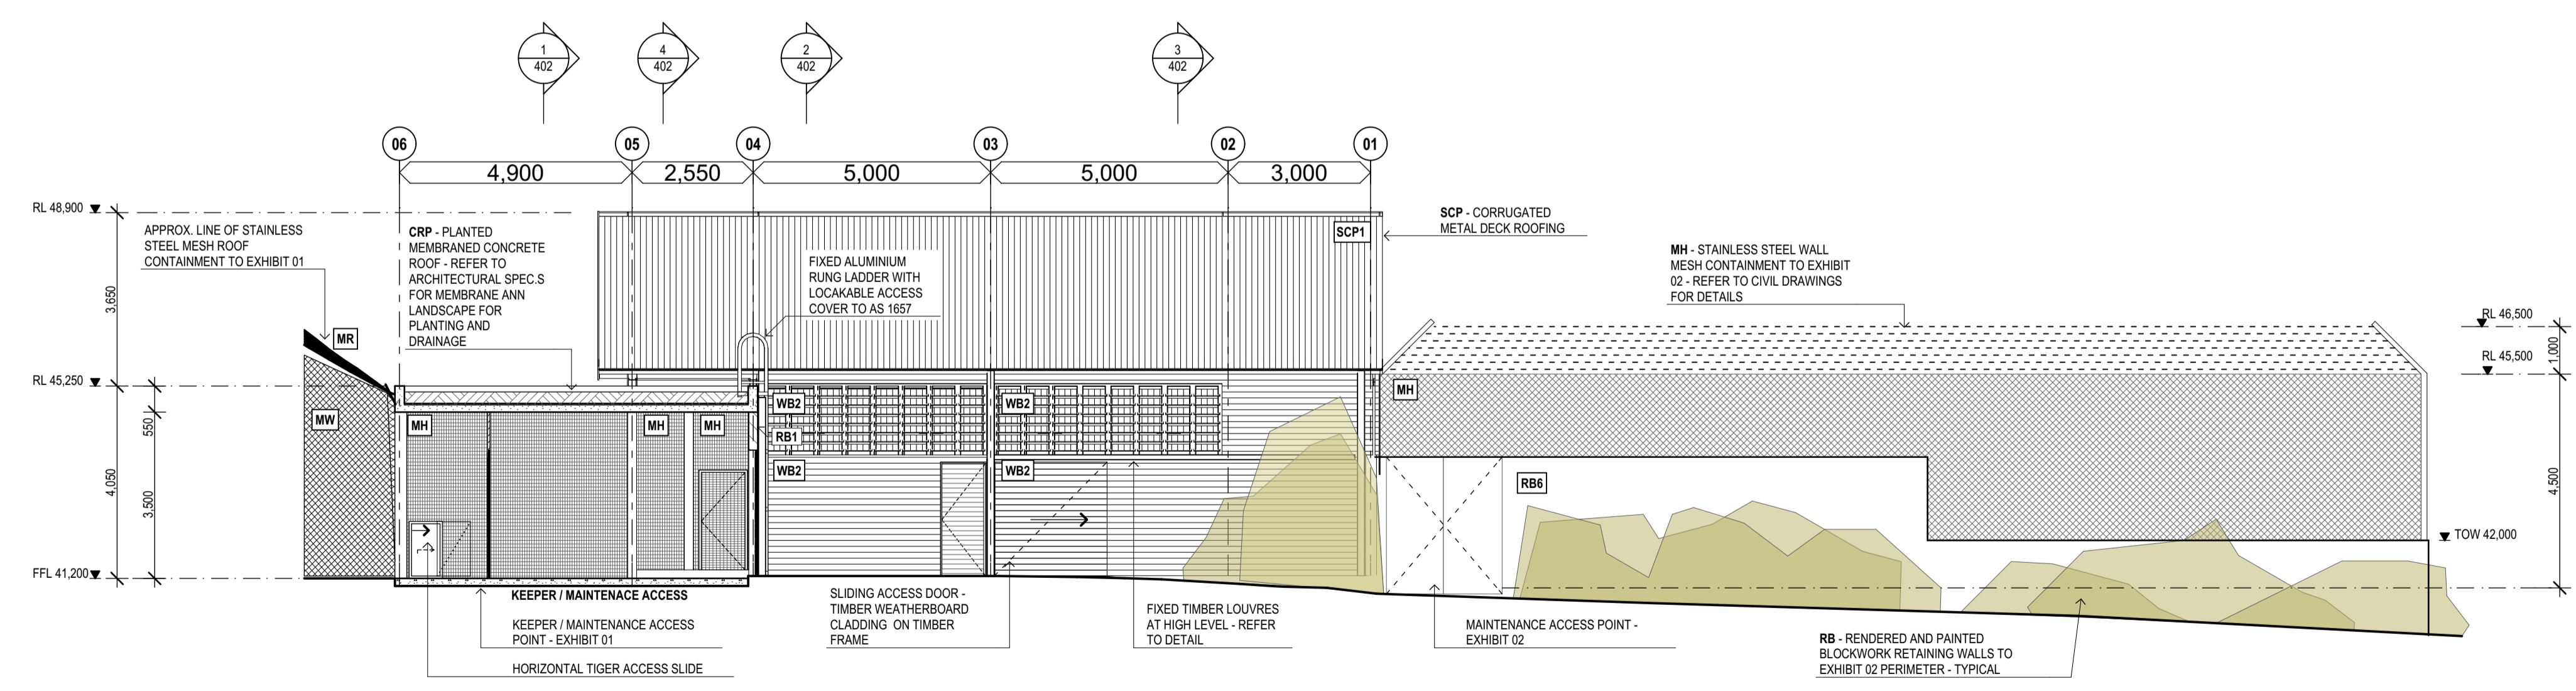 1
402
4
402
2
402
3
402
06
05
04
03
02
01
4,900
2,550
5,000
5,000
3,000
RL 48,900
APPROX. LINE OF STAINLESS
STEEL MESH ROOF
CONTAINMENT TO EXHIBIT 01
CRP - PLANTED
MEMBRANED CONCRETE
ROOF - REFER TO
ARCHITECTURAL SPEC.S
FOR MEMBRANE ANN
LANDSCAPE FOR
PLANTING AND
DRAINAGE
FIXED ALUMINIUM
RUNG LADDER WITH
LOCAKABLE ACCESS
COVER TO AS 1657
SCP1
SCP - CORRUGATED
METAL DECK ROOFING
MH - STAINLESS STEEL WALL
MESH CONTAINMENT TO EXHIBIT
02 - REFER TO CIVIL DRAWINGS
FOR DETAILS
3,650
MR
RL 46,500
RL 45,500
1,000
RL 45,250
MW
MH
MH
MH
WB2
RB1
WB2
WB2
WB2
MH
RB6
550
4,050
3,500
4,500
TOW 42,000
FFL 41,200
KEEPER / MAINTENACE ACCESS
KEEPER / MAINTENANCE ACCESS
POINT - EXHIBIT 01
HORIZONTAL TIGER ACCESS SLIDE
SLIDING ACCESS DOOR -
TIMBER WEATHERBOARD
CLADDING ON TIMBER
FRAME
FIXED TIMBER LOUVRES
AT HIGH LEVEL - REFER
TO DETAIL
MAINTENANCE ACCESS POINT -
EXHIBIT 02
RB - RENDERED AND PAINTED
BLOCKWORK RETAINING WALLS TO
EXHIBIT 02 PERIMETER - TYPICAL